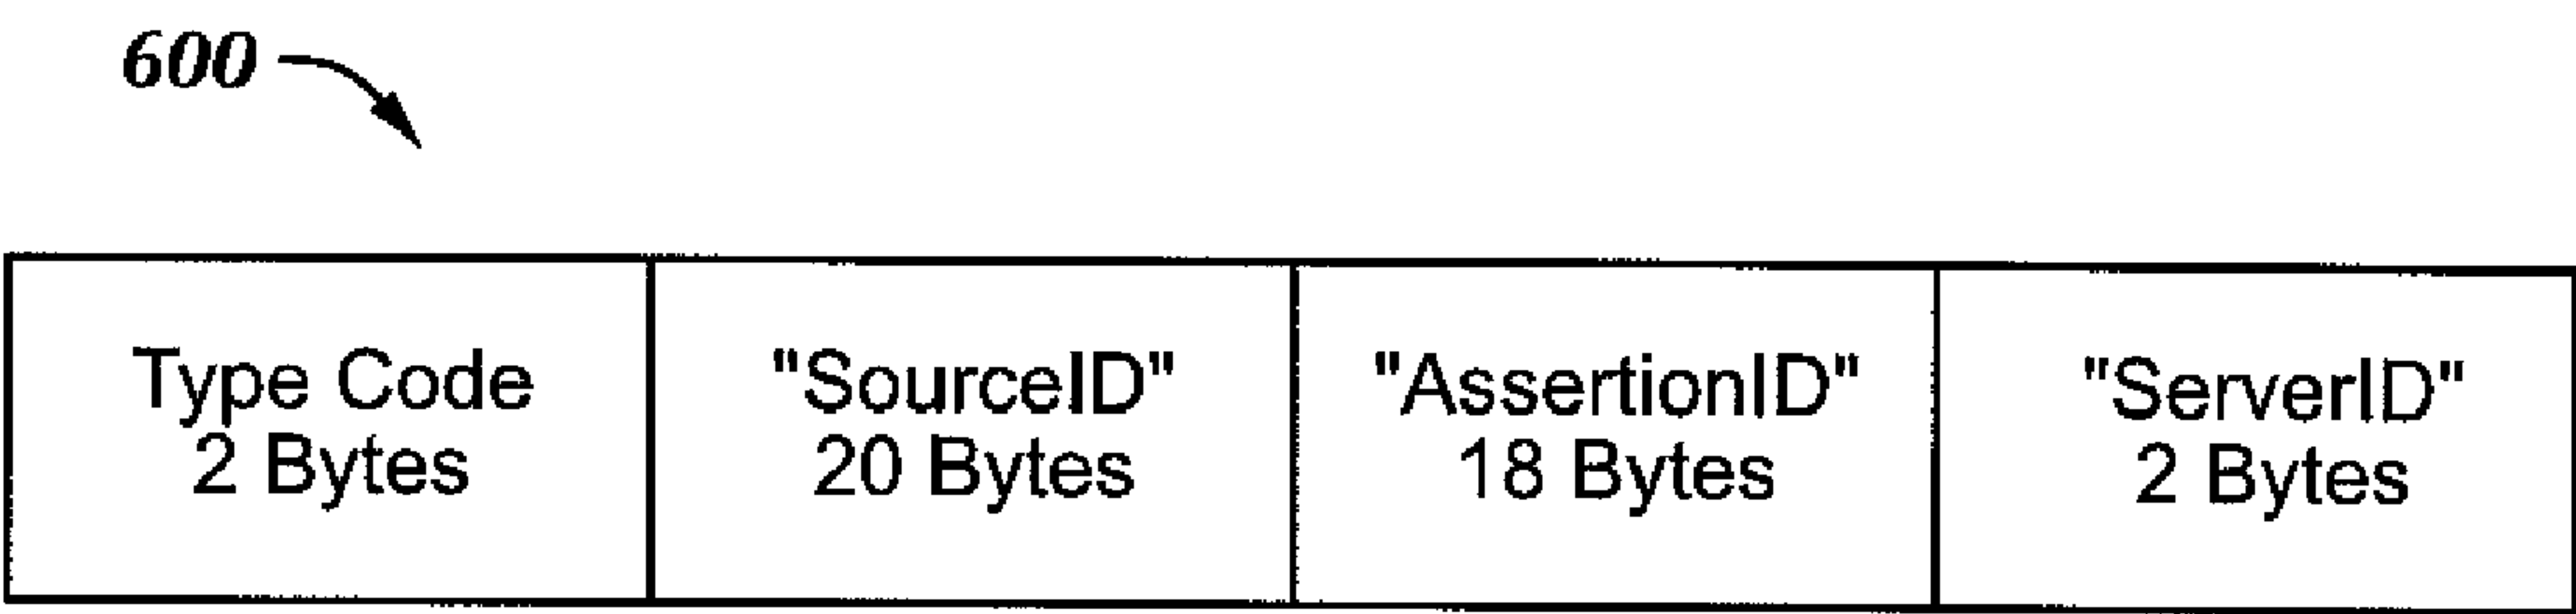 600
Type Code
2 Bytes
"SourceID"
20 Bytes
"AssertionID"
18 Bytes
"ServerID"
2 Bytes